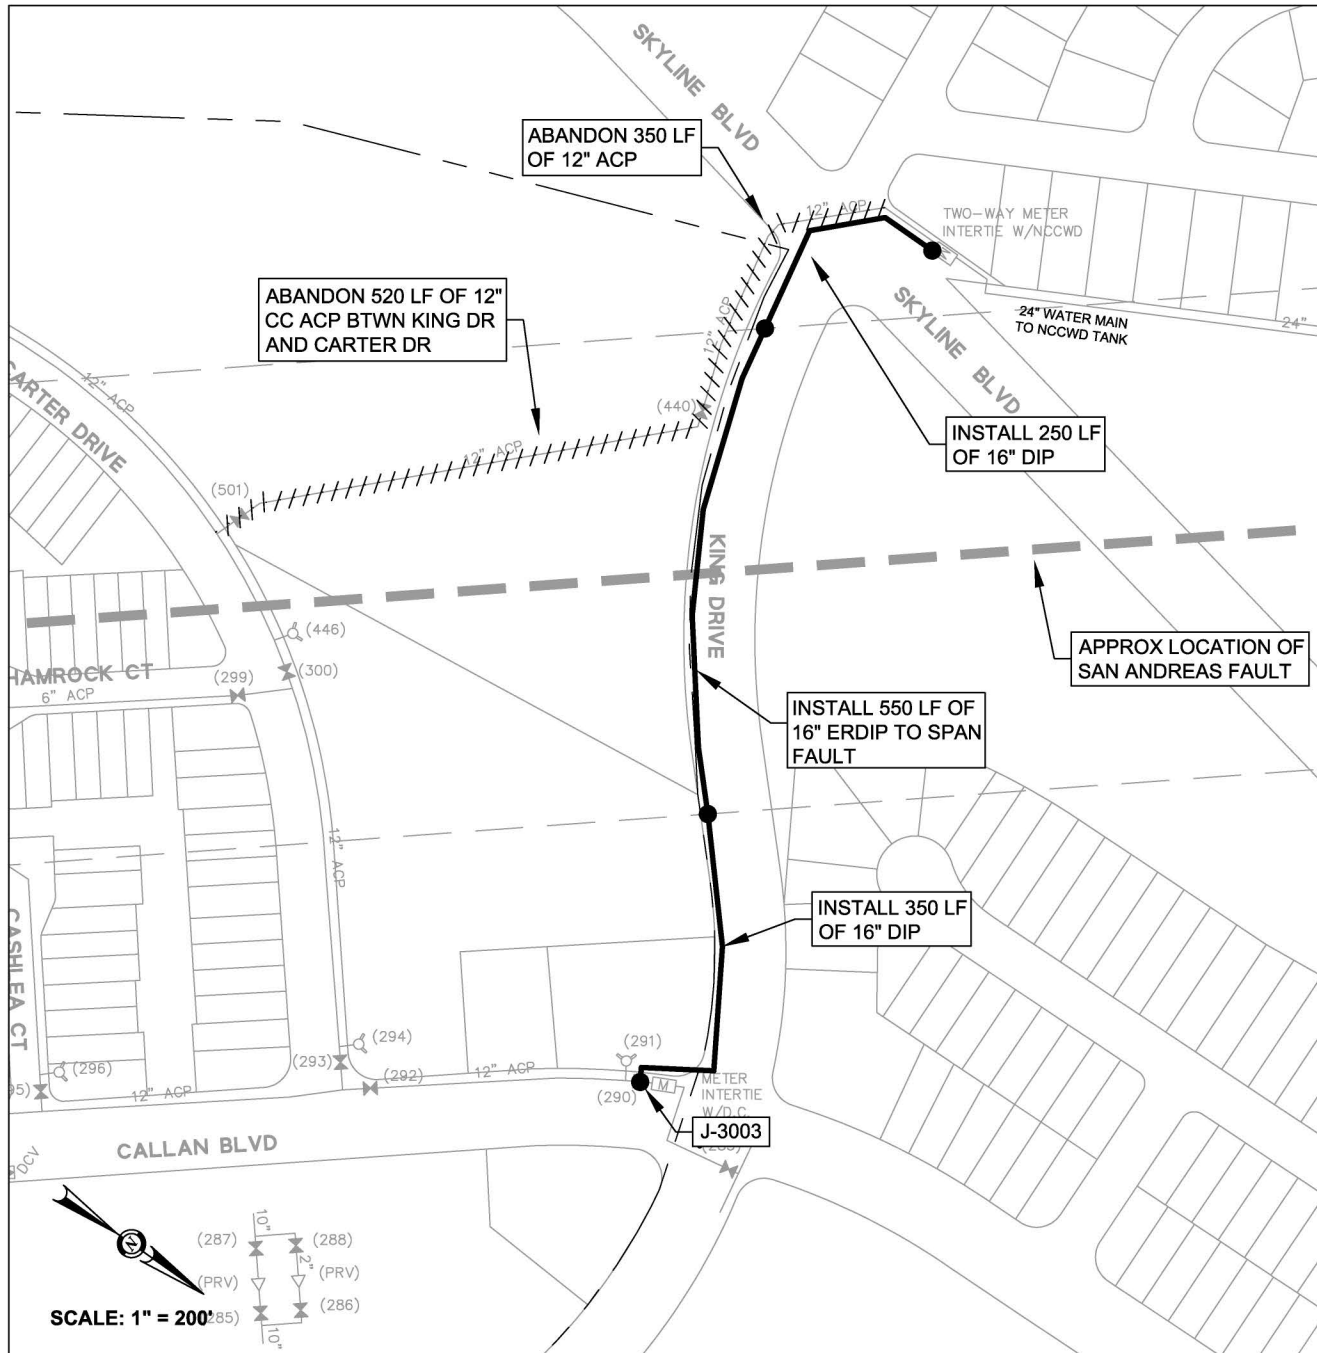 SKYLINE BLVD
ABANDON 350 LF
OF 12" ACP
12" ACP
TWO-WAY METER
INTERTIE W/NCCWD
ABANDON 520 LF OF 12"
CC ACP BTWN KING DR
AND CARTER DR
12" ACP
SKYLINE BLVD
24" WATER MAIN
TO NCCWD TANK
24"
12" ACP
CARTER DRIVE
(440)
INSTALL 250 LF
OF 16" DIP
12" ACP
(501)
KING DRIVE
(446)
APPROX LOCATION OF
SAN ANDREAS FAULT
HAMROCK CT
(300)
(299)
6" ACP
INSTALL 550 LF OF
16" ERDIP TO SPAN
FAULT
12" ACP
INSTALL 350 LF
OF 16" DIP
CASHLEA CT
(294)
(291)
(293)
(296)
(292)
12" ACP
95)
12" ACP
(290)
M
METER
INTERTIE
W/D.C.
J-3003
CALLAN BLVD
DCV
10"
(287)
(288)
2"
(PRV)
(PRV)
N
(286)
SCALE: 1" = 200'
285)
10"